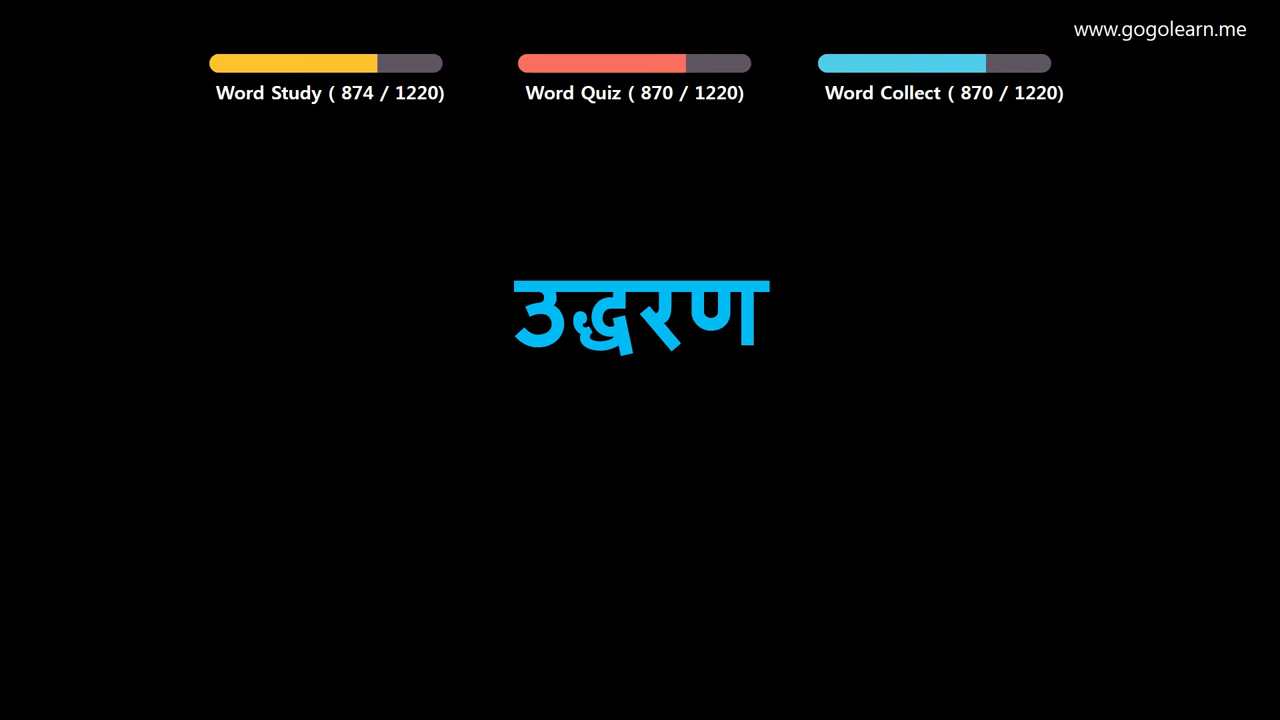 www.gogolearn.me
Word Study ( 874 / 1220) Word Quiz ( 870 / 1220) Word Collect ( 870 / 1220)
उद्धरण